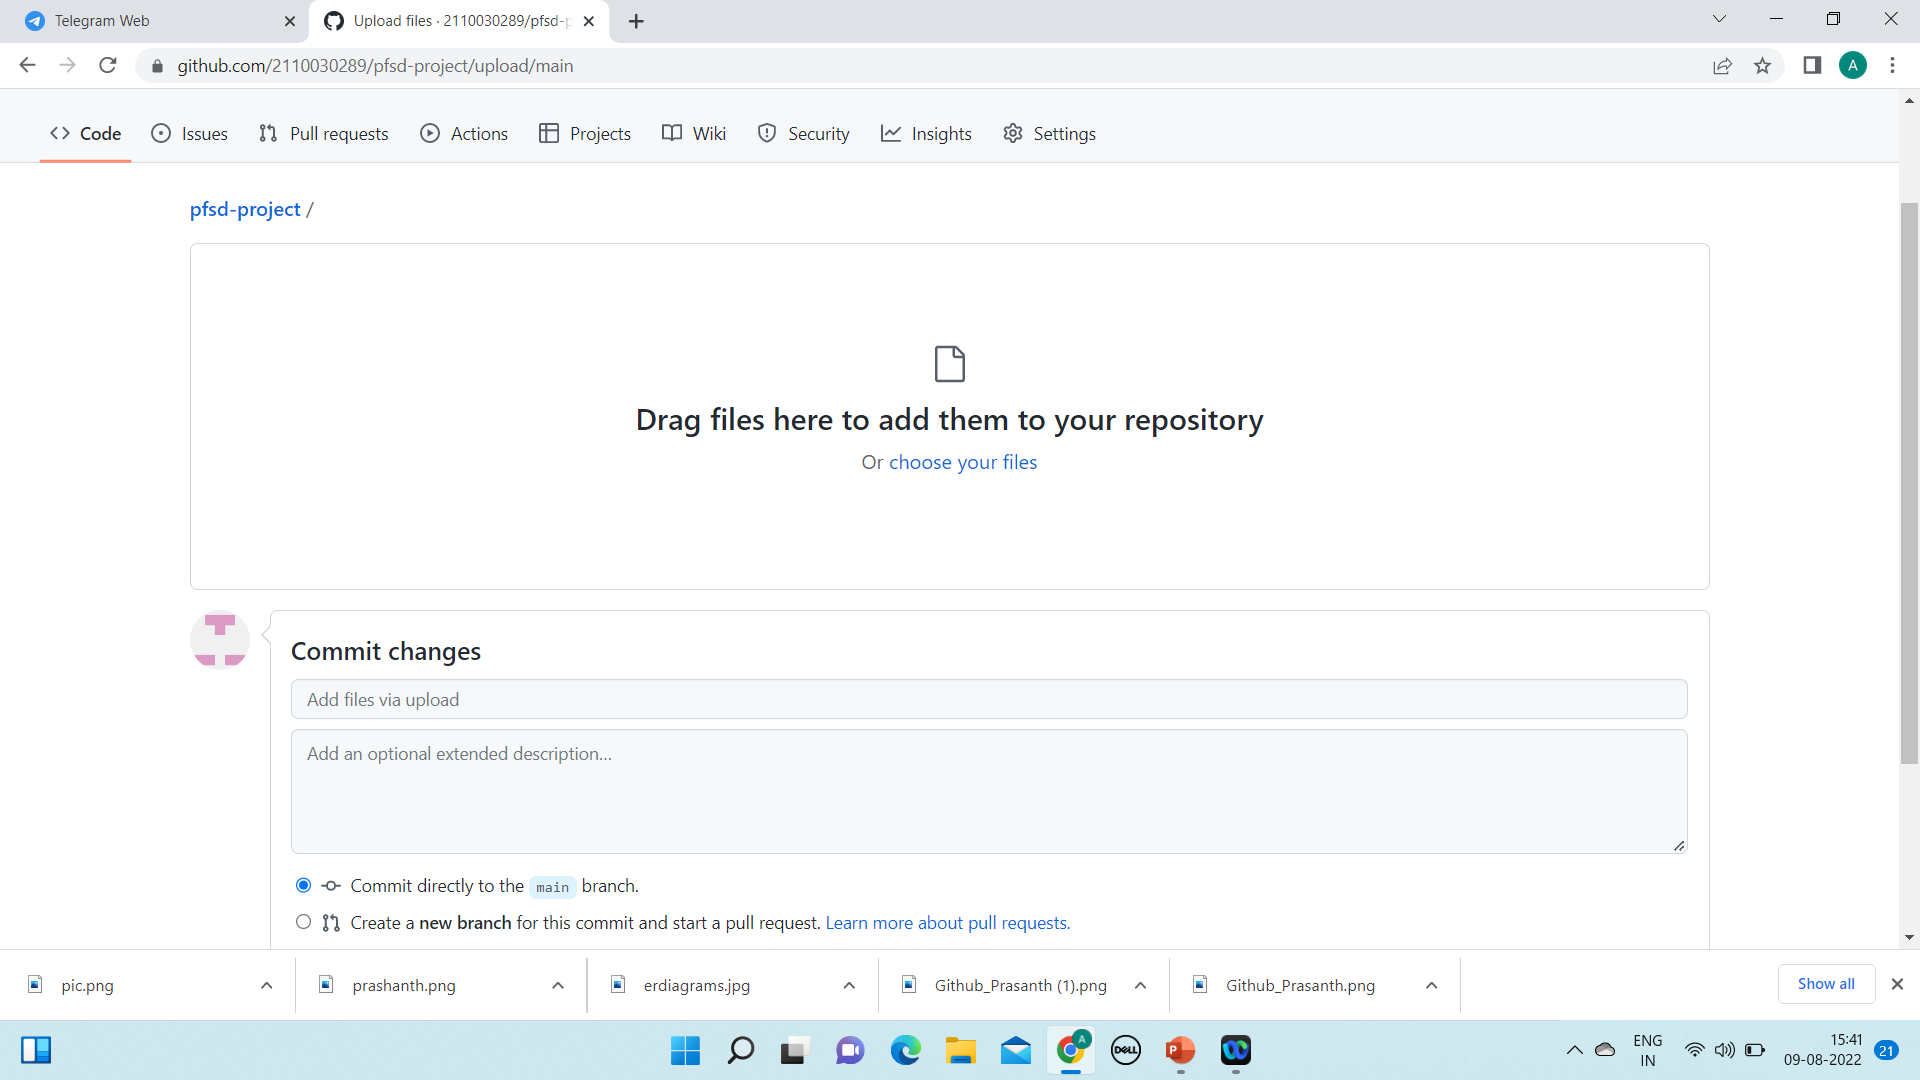 Telegram Web
Upload files · 2110030289/pfsd-p
github.com/2110030289/pfsd-project/upload/main
A
Code Issues Pull requests Actions Projects Wiki Security Insights Settings
pfsd-project /
Drag files here to add them to your repository
Or choose your files
Commit changes
Add files via upload
Add an optional extended description...
Commit directly to the main branch.
Create a new branch for this commit and start a pull request. Learn more about pull requests.
pic.png prashanth.png erdiagrams.jpg Github_Prasanth (1).png Github_Prasanth.png Show all
A
DELL
P
ENG
IN
15:41
09-08-2022
21